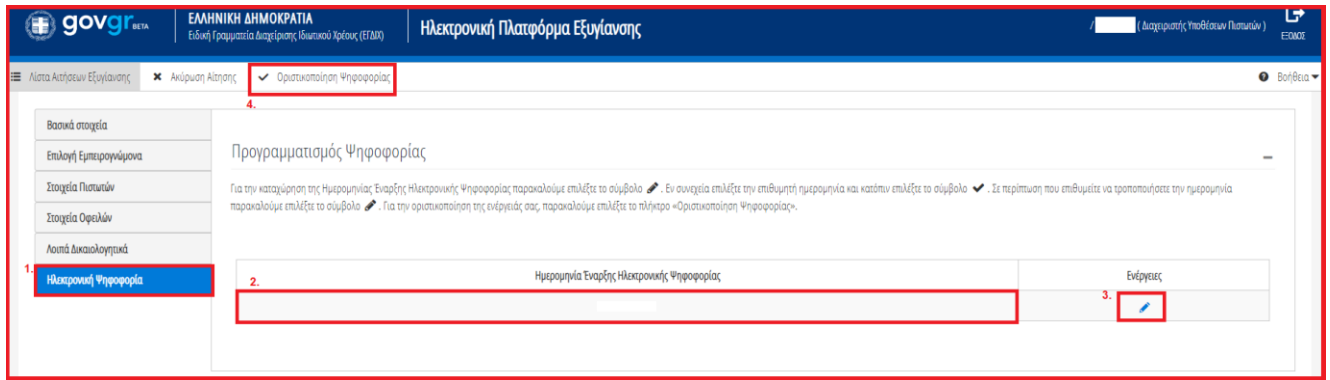 govgr BETA
ΕΛΛΗΝΙΚΗ ΔΗΜΟΚΡΑΤΙΑ
Ειδική Γραμματεία Διαχείρισης Ιδιωτικού Χρέους (ΕΓΔΙΧ)
Ηλεκτρονική Πλατφόρμα Εξυγίανσης
/ ( Διαχειριστής Υποθέσεων Πιστωτών )
ΕΞΟΔΟΣ
Λίστα Αιτήσεων Εξυγίανσης
Ακύρωση Αίτησης
Οριστικοποίηση Ψηφοφορίας
Βοήθεια
4.
Βασικά στοιχεία
Επιλογή Εμπειρογνώμονα
Στοιχεία Πιστωτών
Στοιχεία Οφειλών
Λοιπά Δικαιολογητικά
1.
Ηλεκτρονική Ψηφοφορία
Προγραμματισμός Ψηφοφορίας
Για την καταχώρηση της Ημερομηνίας Έναρξης Ηλεκτρονικής Ψηφοφορίας παρακαλούμε επιλέξτε το σύμβολο . Εν συνεχεία επιλέξτε την επιθυμητή ημερομηνία και κατόπιν επιλέξτε το σύμβολο . Σε περίπτωση που επιθυμείτε να τροποποιήσετε την ημερομηνία
παρακαλούμε επιλέξτε το σύμβολο . Για την οριστικοποίηση της ενέργειάς σας, παρακαλούμε επιλέξτε το πλήκτρο «Οριστικοποίηση Ψηφοφορίας».
Ημερομηνία Έναρξης Ηλεκτρονικής Ψηφοφορίας
Ενέργειες
2.
3.